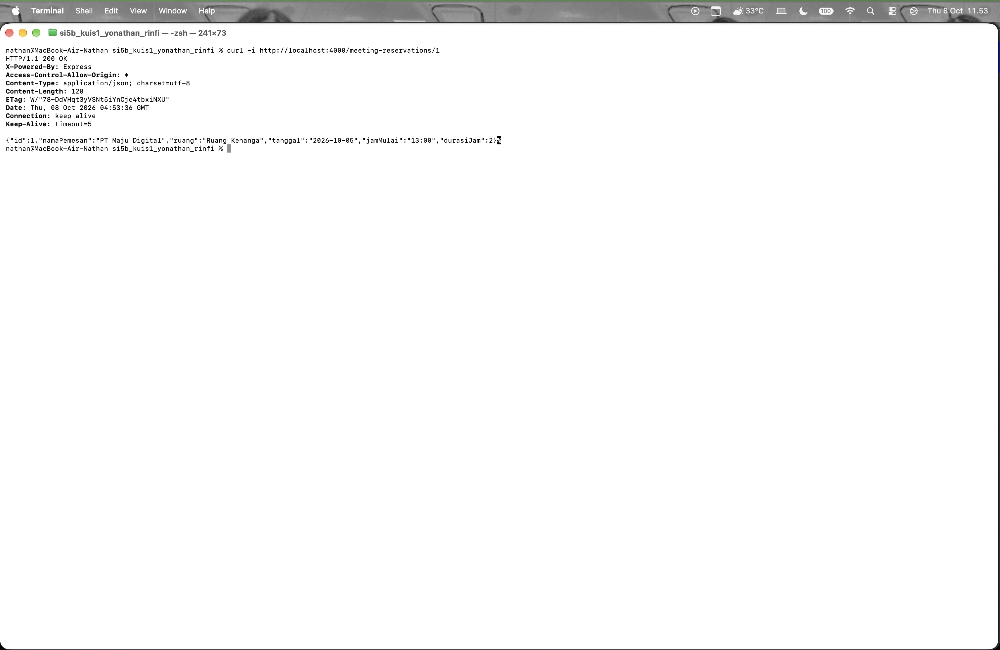 Terminal Shell Edit View Window Help 33°C 100 Thu 8 Oct 11.53
si5b_kuis1_yonathan_rinfi — -zsh — 241×73
nathan@MacBook-Air-Nathan si5b_kuis1_yonathan_rinfi % curl -i http://localhost:4000/meeting-reservations/1
HTTP/1.1 200 OK
X-Powered-By: Express
Access-Control-Allow-Origin: *
Content-Type: application/json; charset=utf-8
Content-Length: 120
ETag: W/"78-DdVHqt3yVSNt5iYnCje4tbxiNXU"
Date: Thu, 08 Oct 2026 04:53:36 GMT
Connection: keep-alive
Keep-Alive: timeout=5
{"id":1,"namaPemesan":"PT Maju Digital","ruang":"Ruang Kenanga","tanggal":"2026-10-05","jamMulai":"13:00","durasiJam":2}%
nathan@MacBook-Air-Nathan si5b_kuis1_yonathan_rinfi %